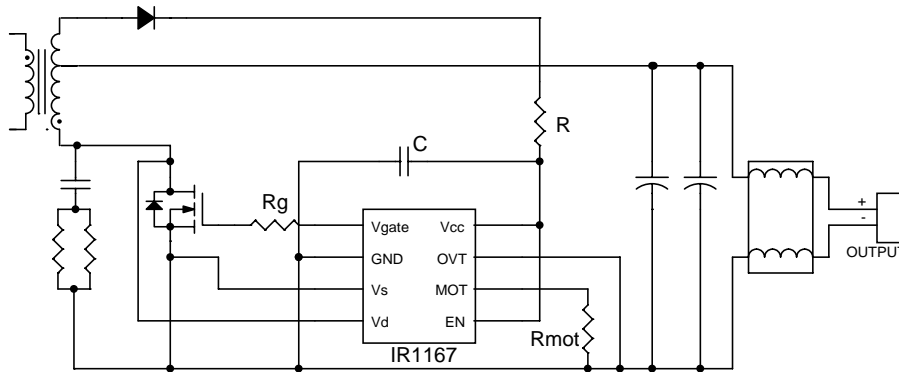 R
C
Rg
Vgate
Vcc
GND
OVT
Vs
MOT
Vd
EN
IR1167
Rmot
+
-
OUTPUT